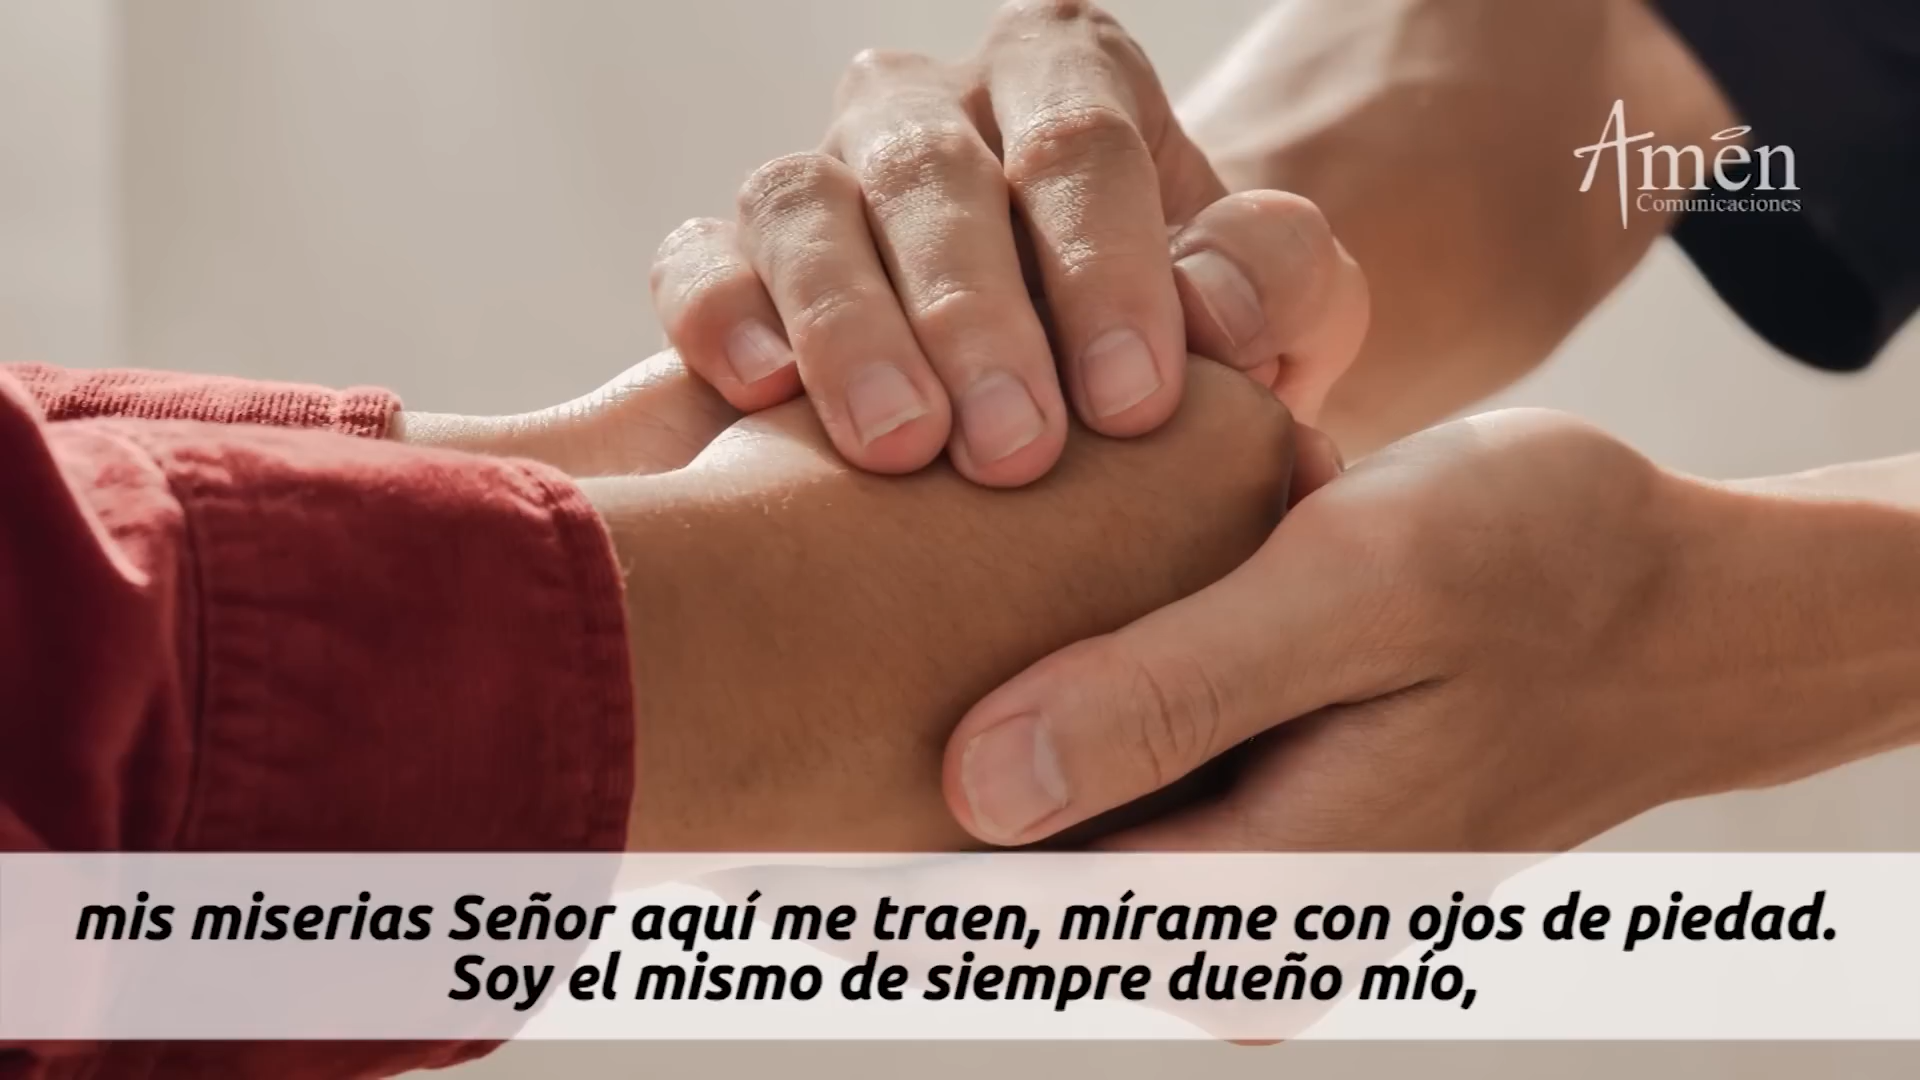 Amén
Comunicaciones
mis miserias Señor aquí me traen, mírame con ojos de piedad.
Soy el mismo de siempre dueño mío,